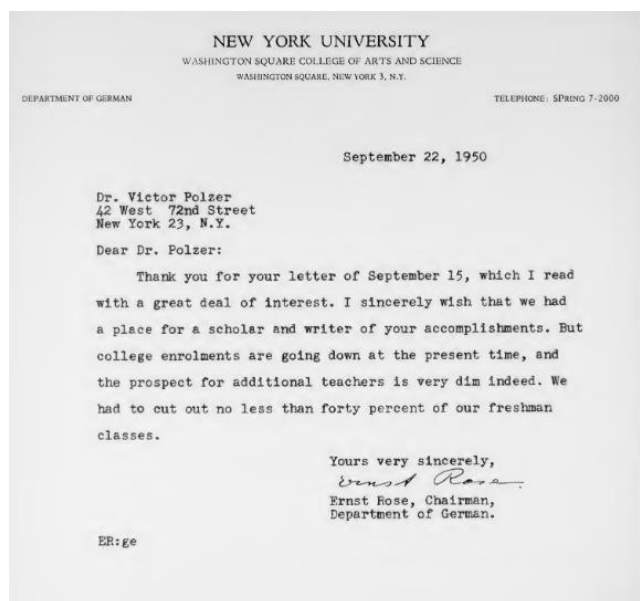 NEW YORK UNIVERSITY
WASHINGTON SQUARE COLLEGE OF ARTS AND SCIENCE
WASHINGTON SQUARE, NEW YORK 3, N.Y.
DEPARTMENT OF GERMAN TELEPHONE: SPRING 7-2000
September 22, 1950
Dr. Victor Polzer
42 West 72nd Street
New York 23, N.Y.
Dear Dr. Polzer:
Thank you for your letter of September 15, which I read
with a great deal of interest. I sincerely wish that we had
a place for a scholar and writer of your accomplishments. But
college enrolments are going down at the present time, and
the prospect for additional teachers is very dim indeed. We
had to cut out no less than forty percent of our freshman
classes.
Yours very sincerely,
Ernst Rose.
Ernst Rose, Chairman,
Department of German.
ER:ge